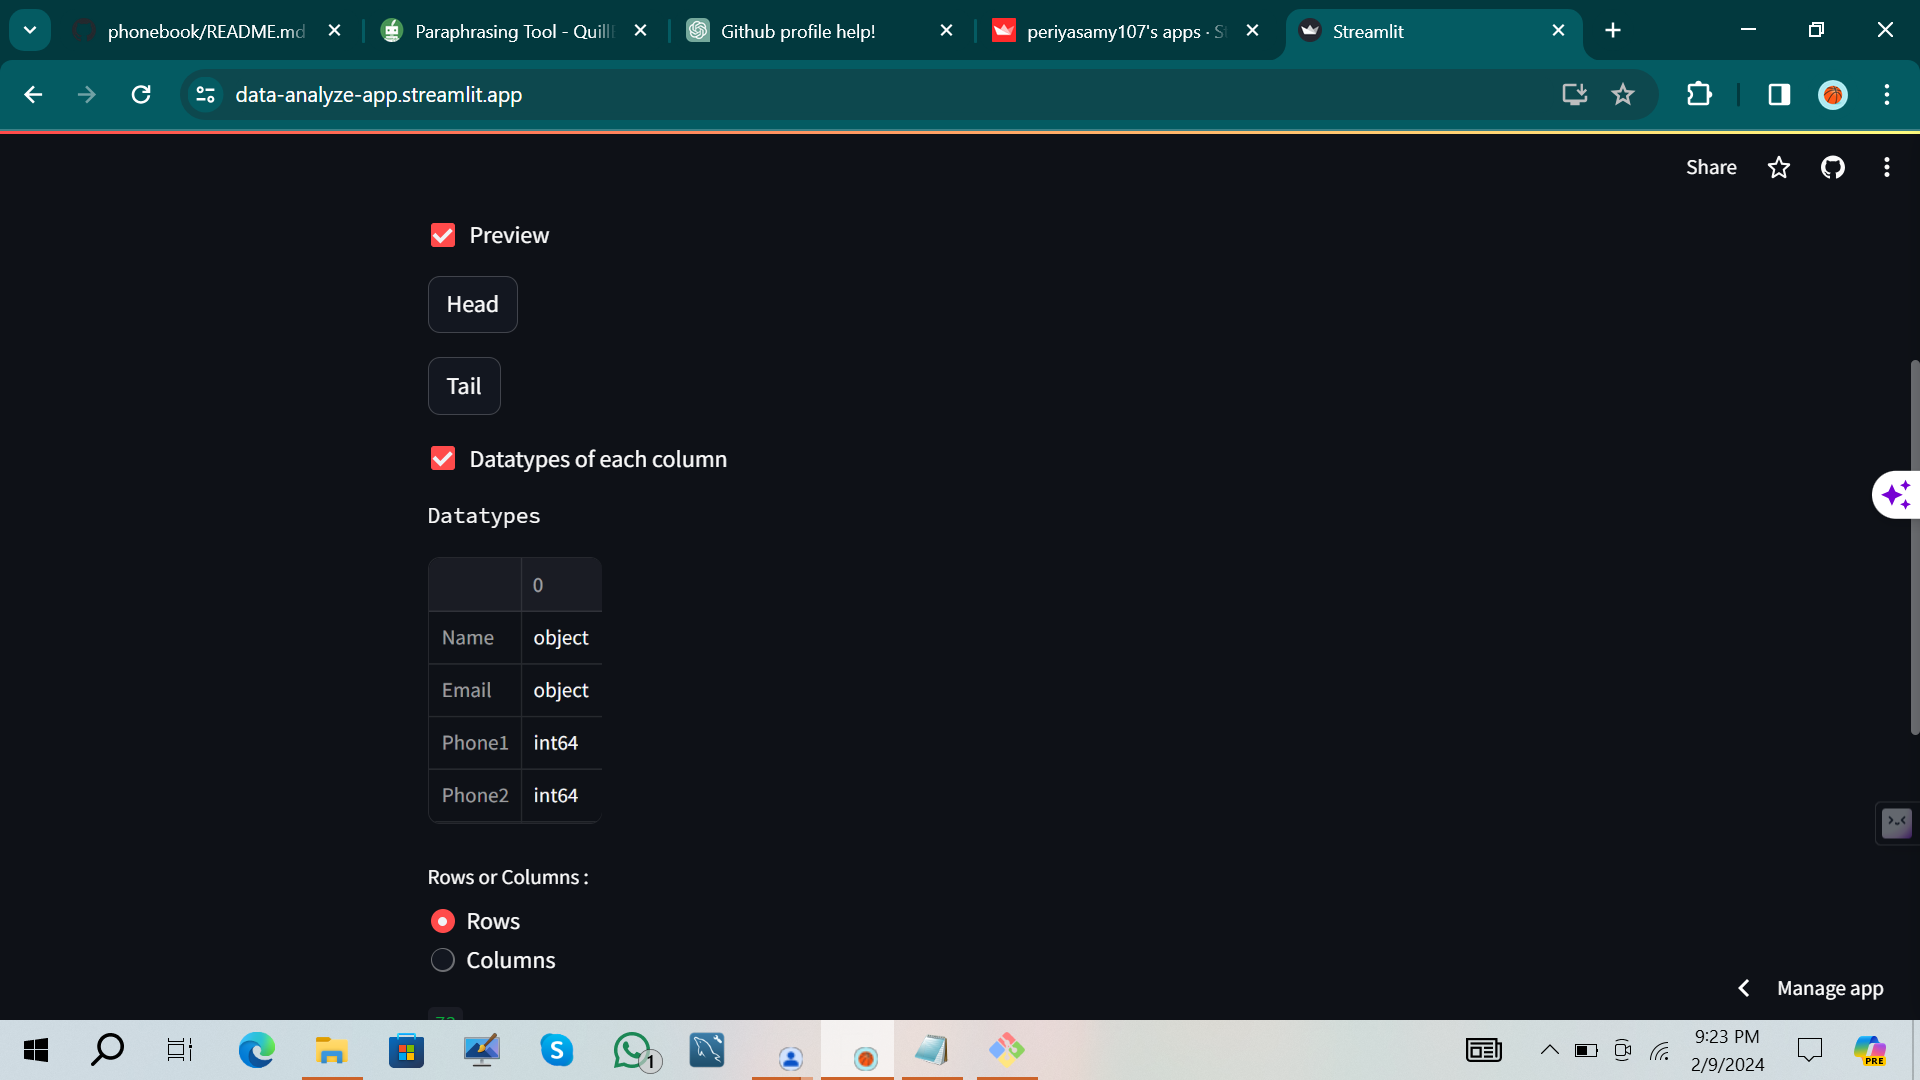 phonebook/README.md
Paraphrasing Tool - Quill
Github profile help!
periyasamy107's apps · S
Streamlit
data-analyze-app.streamlit.app
Share
Preview
Head
Tail
Datatypes of each column
Datatypes
0
Name object
Email object
Phone1 int64
Phone2 int64
Rows or Columns :
Rows
Columns
Manage app
1
9:23 PM
2/9/2024
PRE